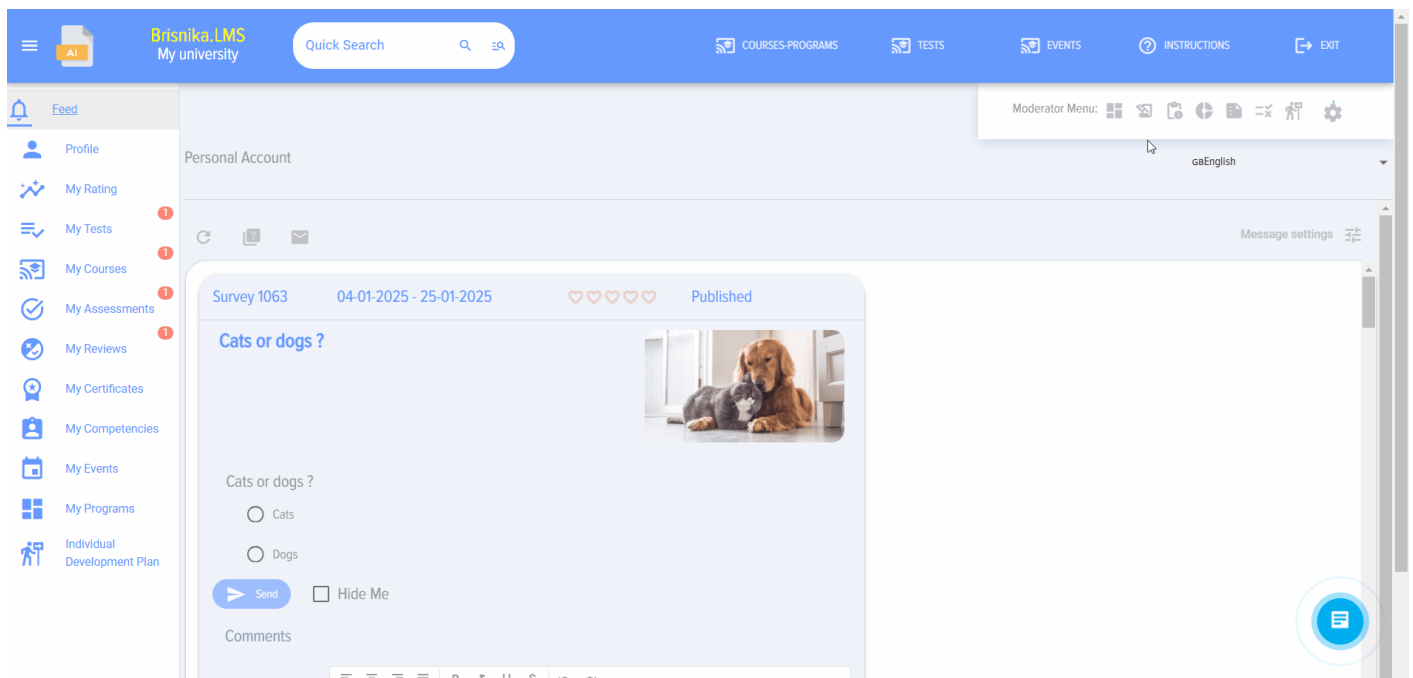 AI
Brisnika.LMS
My university
Quick Search
COURSES-PROGRAMS
TESTS
EVENTS
INSTRUCTIONS
EXIT
Moderator Menu:
Feed
Profile
My Rating
1
My Tests
1
My Courses
1
My Assessments
1
My Reviews
My Certificates
My Competencies
My Events
My Programs
Individual
Development Plan
Personal Account
GBEnglish
Message settings
Survey 1063 04-01-2025 - 25-01-2025 Published
Cats or dogs ?
Cats or dogs ?
Cats
Dogs
Send
Hide Me
Comments